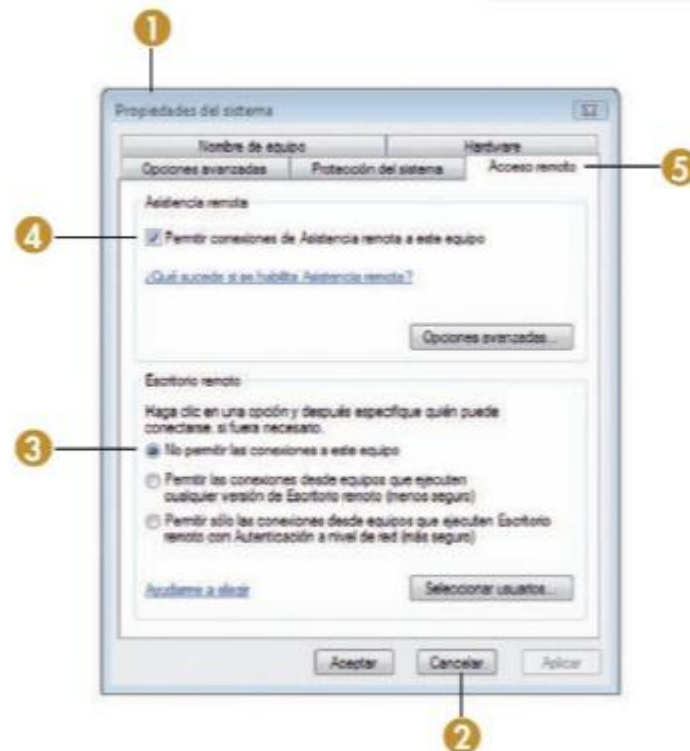 1
Propiedades del sistema
Nombre de equipo
Hardware
Opciones avanzadas
Protección del sistema
Acceso remoto
5
Asistencia remota
4
Permitir conexiones de Asistencia remota a este equipo
¿Qué sucede si se habilita Asistencia remota?
Opciones avanzadas...
Escritorio remoto
Haga clic en una opción y después especifique quién puede
conectarse, si fuera necesario.
3
No permitir las conexiones a este equipo
Permitir las conexiones desde equipos que ejecuten
cualquier versión de Escritorio remoto (menos seguro)
Permitir sólo las conexiones desde equipos que ejecuten Escritorio
remoto con Autenticación a nivel de red (más seguro)
Ayudarme a elegir
Seleccionar usuarios...
Aceptar
Cancelar
Aplicar
2